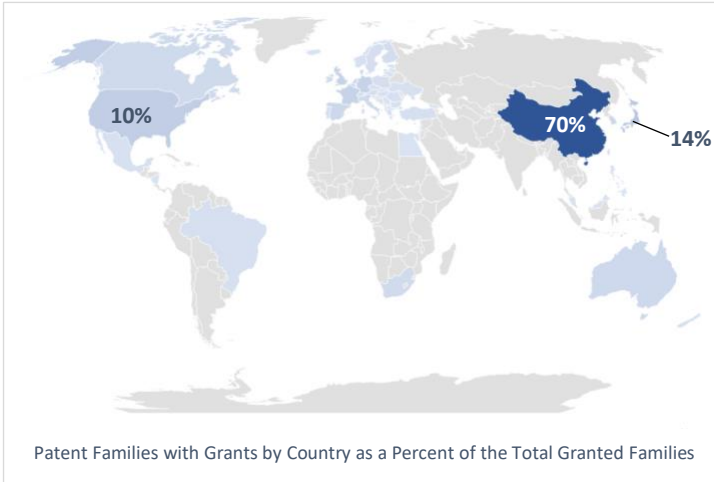 10%
70%
14%
Patent Families with Grants by Country as a Percent of the Total Granted Families